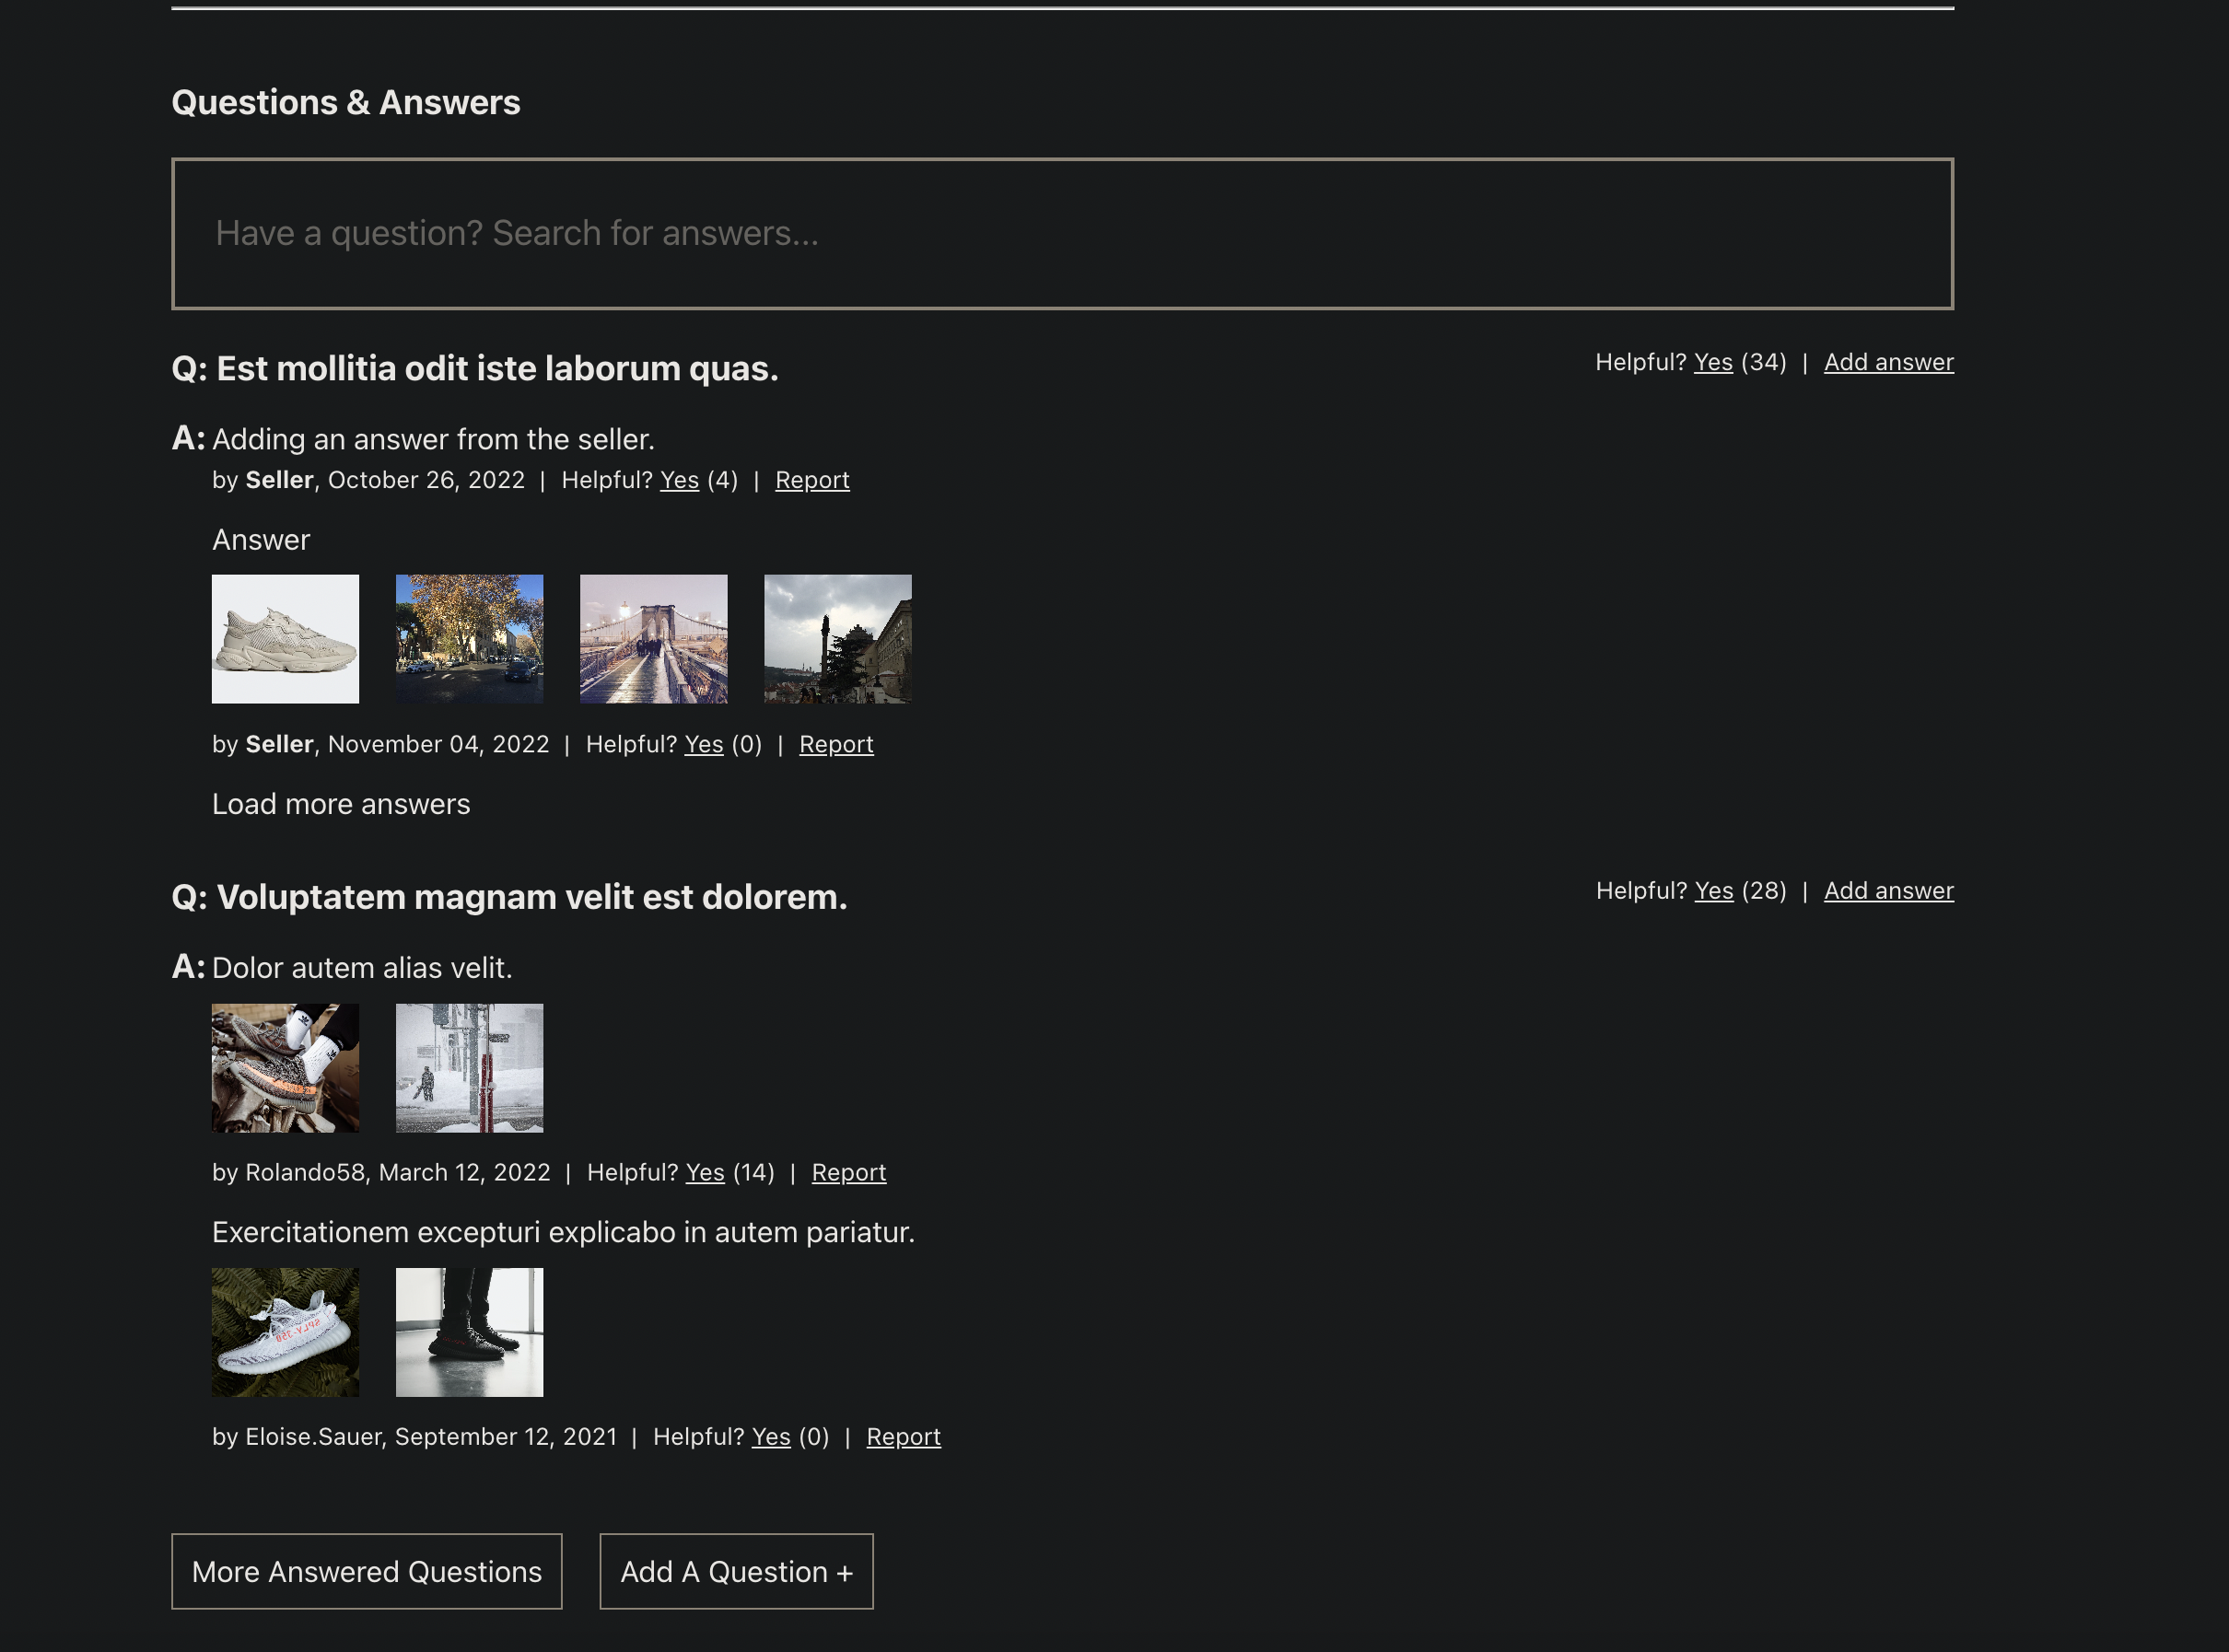 Questions & Answers
Have a question? Search for answers...
Q: Est mollitia odit iste laborum quas.
Helpful? Yes (34) | Add answer
A: Adding an answer from the seller.
by Seller, October 26, 2022 | Helpful? Yes (4) | Report
Answer
by Seller, November 04, 2022 | Helpful? Yes (0) | Report
Load more answers
Q: Voluptatem magnam velit est dolorem.
Helpful? Yes (28) | Add answer
A: Dolor autem alias velit.
by Rolando58, March 12, 2022 | Helpful? Yes (14) | Report
Exercitationem excepturi explicabo in autem pariatur.
SPLY-350
by Eloise.Sauer, September 12, 2021 | Helpful? Yes (0) | Report
More Answered Questions
Add A Question +